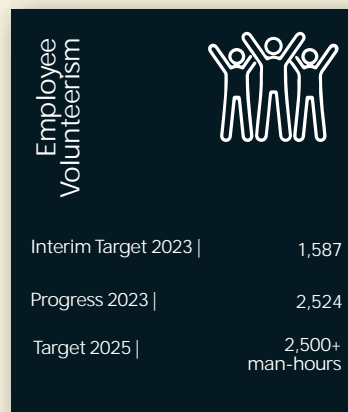 Employee
Volunteerism
Interim Target 2023 | 1,587
Progress 2023 | 2,524
Target 2025 | 2,500+
man-hours